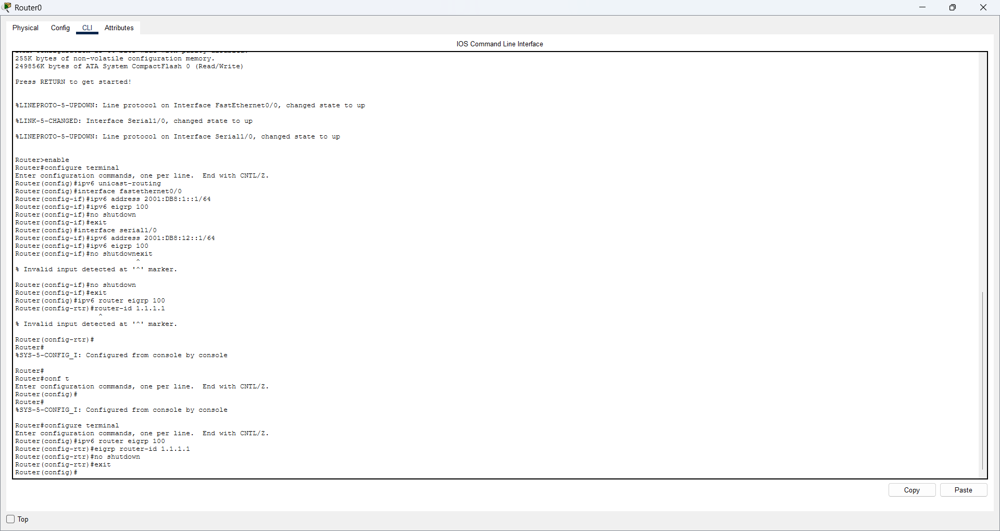 Router0
Physical Config CLI Attributes
IOS Command Line Interface
255K bytes of non-volatile configuration memory.
249856K bytes of ATA System CompactFlash 0 (Read/Write)
Press RETURN to get started!
%LINEPROTO-5-UPDOWN: Line protocol on Interface FastEthernet0/0, changed state to up
%LINK-5-CHANGED: Interface Serial1/0, changed state to up
%LINEPROTO-5-UPDOWN: Line protocol on Interface Serial1/0, changed state to up
Router>enable
Router#configure terminal
Enter configuration commands, one per line.  End with CNTL/Z.
Router(config)#ipv6 unicast-routing
Router(config)#interface fastethernet0/0
Router(config-if)#ipv6 address 2001:DB8:1::1/64
Router(config-if)#ipv6 eigrp 100
Router(config-if)#no shutdown
Router(config-if)#exit
Router(config)#interface serial1/0
Router(config-if)#ipv6 address 2001:DB8:12::1/64
Router(config-if)#ipv6 eigrp 100
Router(config-if)#no shutdownexit
^
% Invalid input detected at '^' marker.
Router(config-if)#no shutdown
Router(config-if)#exit
Router(config)#ipv6 router eigrp 100
Router(config-rtr)#router-id 1.1.1.1
^
% Invalid input detected at '^' marker.
Router(config-rtr)#
Router#
%SYS-5-CONFIG_I: Configured from console by console
Router#
Router#conf t
Enter configuration commands, one per line.  End with CNTL/Z.
Router(config)#
Router#
%SYS-5-CONFIG_I: Configured from console by console
Router#configure terminal
Enter configuration commands, one per line.  End with CNTL/Z.
Router(config)#ipv6 router eigrp 100
Router(config-rtr)#eigrp router-id 1.1.1.1
Router(config-rtr)#no shutdown
Router(config-rtr)#exit
Router(config)#
Copy Paste
Top